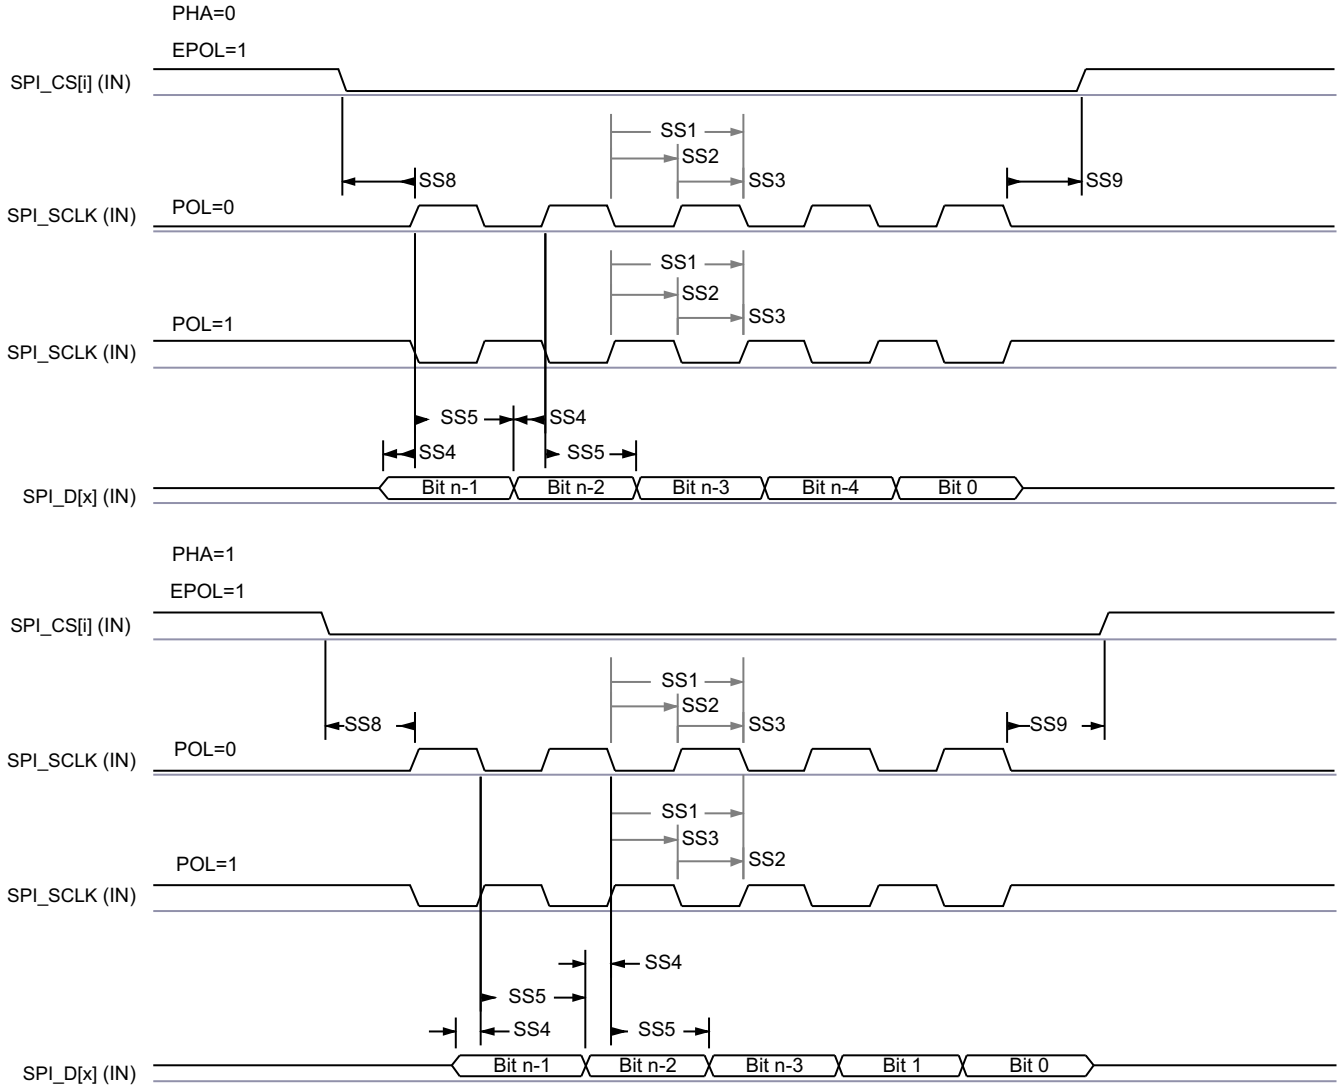 PHA=0
EPOL=1
SPI_CS[i] (IN)
SS1
SS2
SS8
SS3
SS9
POL=0
SPI_SCLK (IN)
SS1
SS2
SS3
POL=1
SPI_SCLK (IN)
SS5
SS4
SS4
SS5
SPI_D[x] (IN)
Bit n-1
Bit n-2
Bit n-3
Bit n-4
Bit 0
PHA=1
EPOL=1
SPI_CS[i] (IN)
SS1
SS2
SS8
SS3
SS9
POL=0
SPI_SCLK (IN)
SS1
SS3
SS2
POL=1
SPI_SCLK (IN)
SS4
SS5
SS4
SS5
SPI_D[x] (IN)
Bit n-1
Bit n-2
Bit n-3
Bit 1
Bit 0